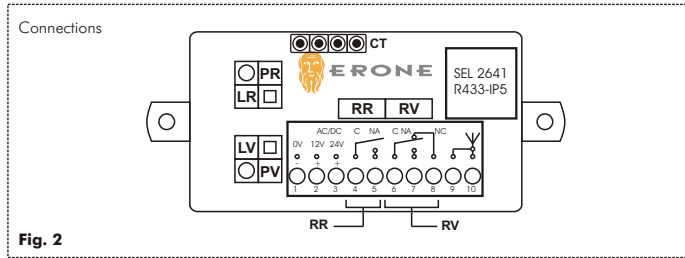 Connections
CT
ERONE
PR
LR
SEL 2641
R433-IP5
RR RV
AC/DC C NA C NA NC
LV
0V 12V 24V
- + +
PV
1 2 3 4 5 6 7 8 9 10
RR RV
Fig. 2